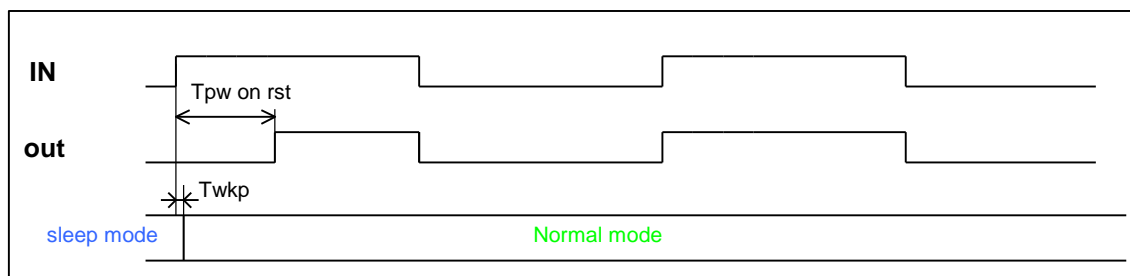 IN
Tpw on rst
out
Twkp
sleep mode
Normal mode